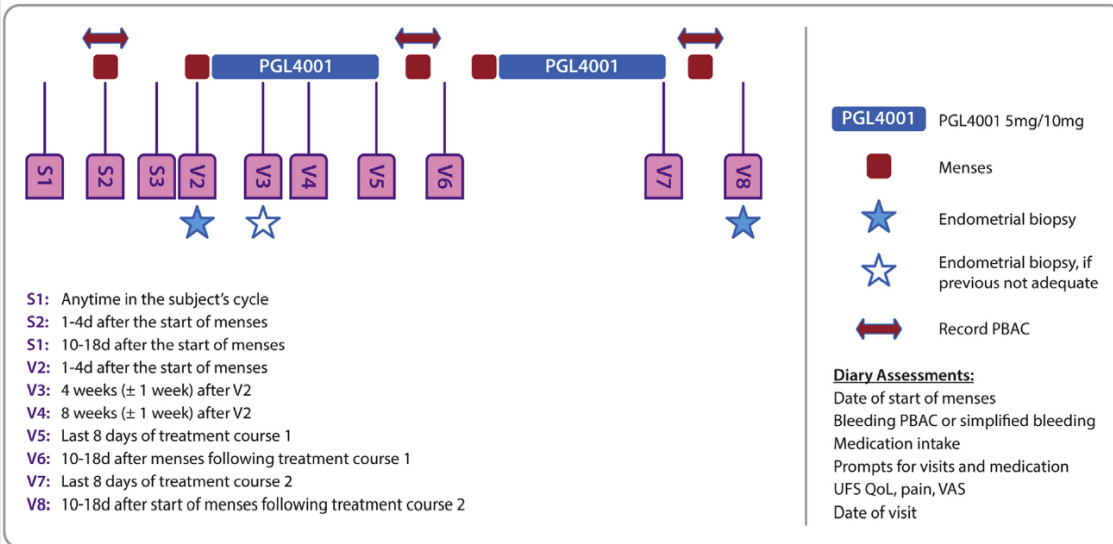 PGL4001
PGL4001
S1
S2
S3
V2
V3
V4
V5
V6
V7
V8
S1: Anytime in the subject's cycle
S2: 1-4d after the start of menses
S1: 10-18d after the start of menses
V2: 1-4d after the start of menses
V3: 4 weeks (± 1 week) after V2
V4: 8 weeks (± 1 week) after V2
V5: Last 8 days of treatment course 1
V6: 10-18d after menses following treatment course 1
V7: Last 8 days of treatment course 2
V8: 10-18d after start of menses following treatment course 2
PGL4001 PGL4001 5mg/10mg
Menses
Endometrial biopsy
Endometrial biopsy, if
previous not adequate
Record PBAC
Diary Assessments:
Date of start of menses
Bleeding PBAC or simplified bleeding
Medication intake
Prompts for visits and medication
UFS QoL, pain, VAS
Date of visit